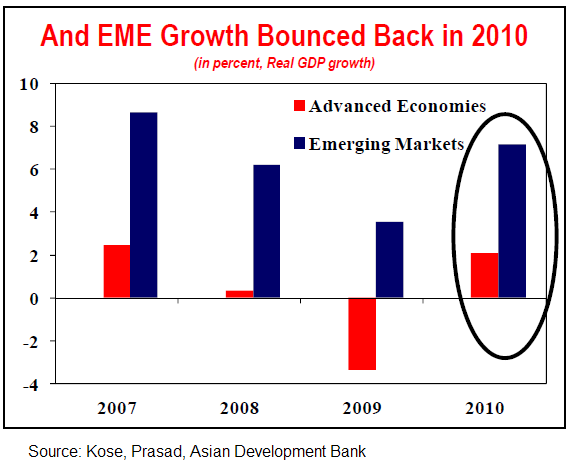 And EME Growth Bounced Back in 2010
(in percent, Real GDP growth)
10
8
6
4
2
0
-2
-4
Advanced Economies
Emerging Markets
2007 2008 2009 2010
Source: Kose, Prasad, Asian Development Bank